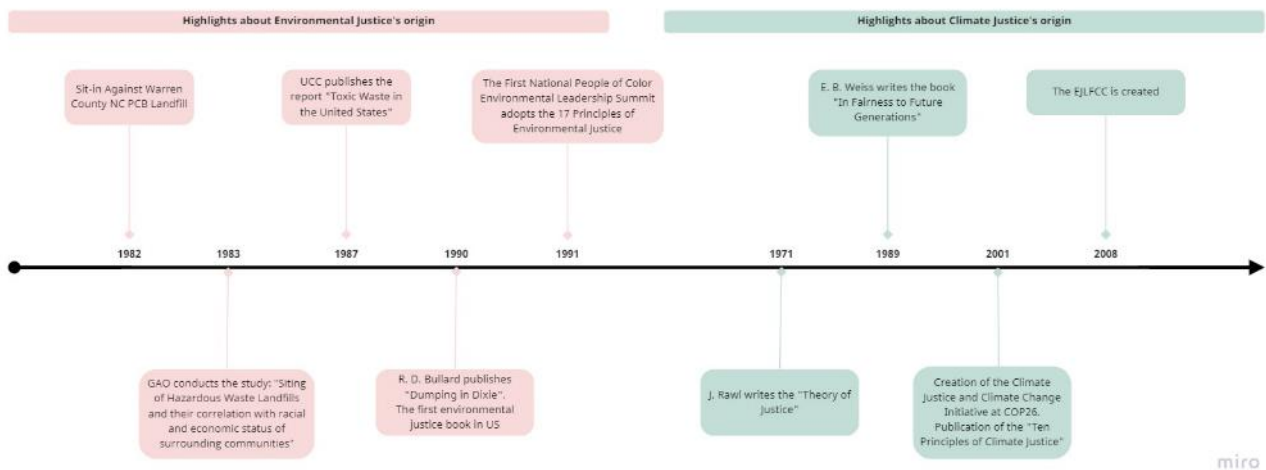 Highlights about Environmental Justice's origin
Highlights about Climate Justice's origin
Sit-in Against Warren
County NC PCB Landfill
UCC publishes the
report "Toxic Waste in
the United States"
The First National People of Color
Environmental Leadership Summit
adopts the 17 Principles of
Environmental Justice
E. B. Weiss writes the book
"In Fairness to Future
Generations"
The EJLFCC is created
1982
1983
1987
1990
1991
1971
1989
2001
2008
GAO conducts the study: "Siting
of Hazardous Waste Landfills
and their correlation with racial
and economic status of
surrounding communities"
R. D. Bullard publishes
"Dumping in Dixie".
The first environmental
justice book in US
J. Rawl writes the "Theory of
Justice"
Creation of the Climate
Justice and Climate Change
Initiative at COP26.
Publication of the "Ten
Principles of Climate Justice"
miro